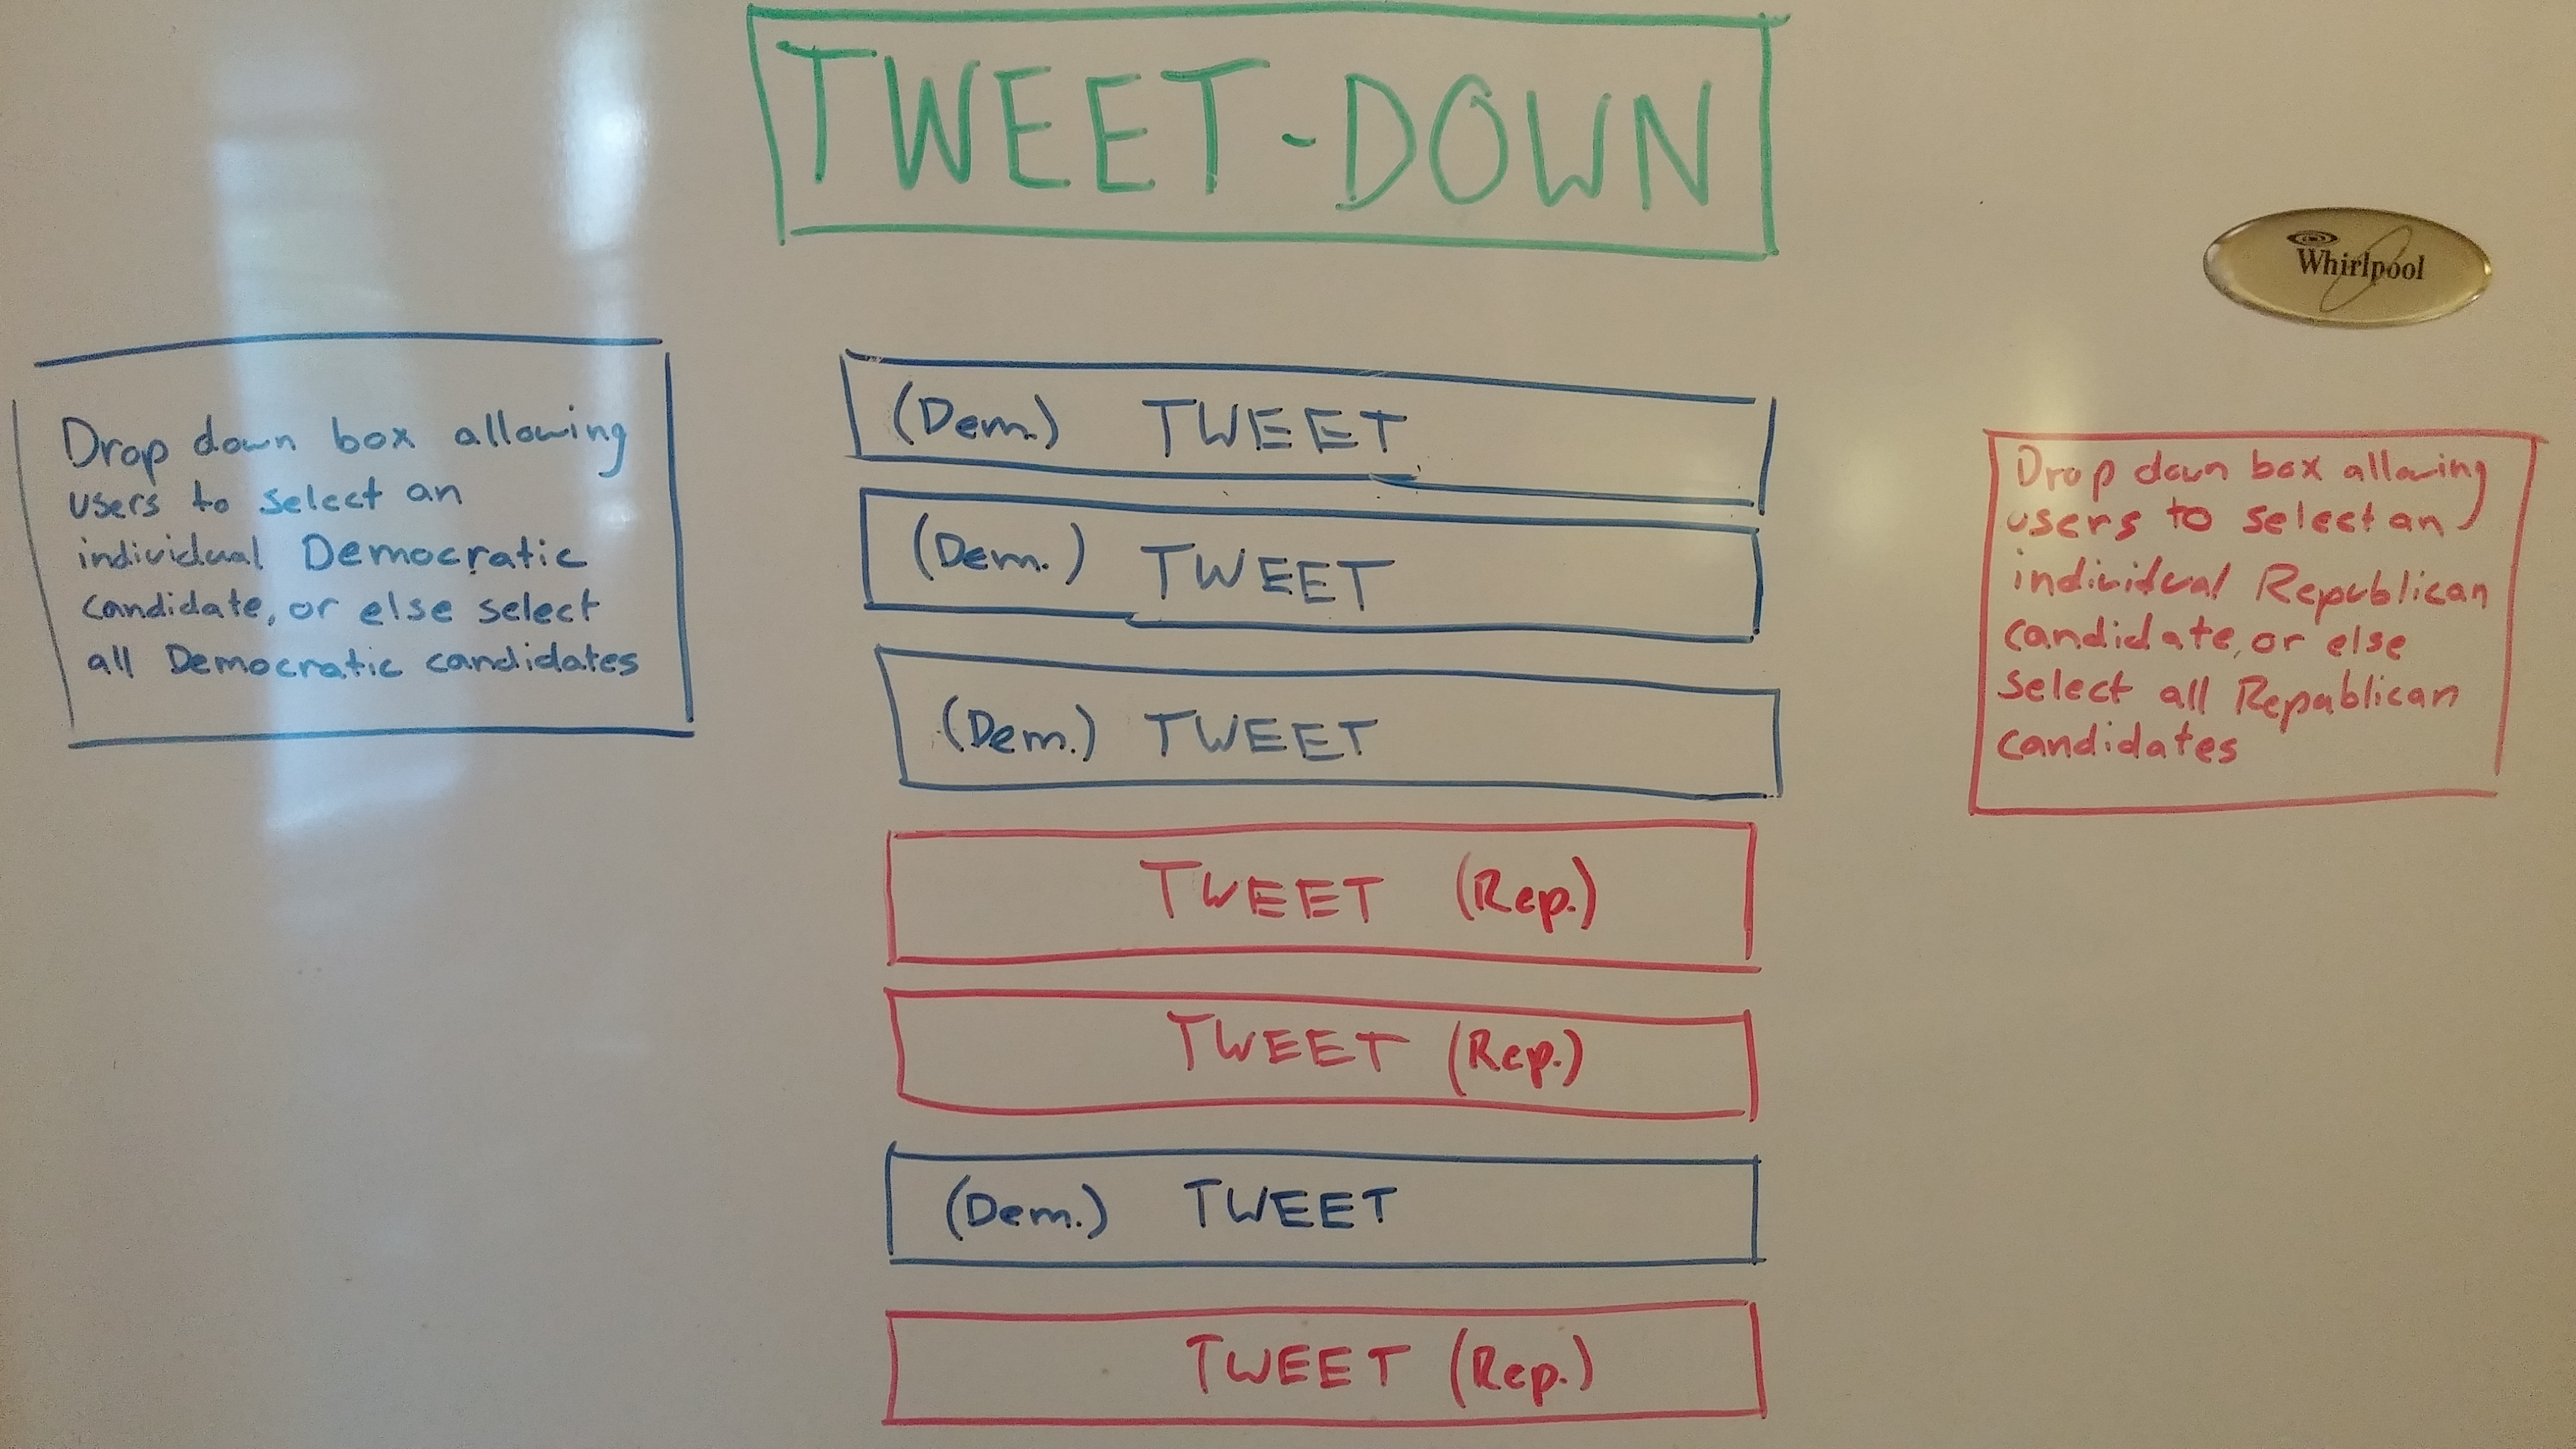 TWEET-DOWN
Whirlpool
Drop down box allowing
users to select an
individual Democratic
candidate, or else select
all Democratic candidates
(Dem.) TWEET
(Dem.) TWEET
(Dem.) TWEET
TWEET (Rep.)
TWEET (Rep.)
(Dem.) TWEET
TWEET (Rep.)
Drop down box allowing
users to select an
individual Republican
candidate, or else
select all Republican
candidates